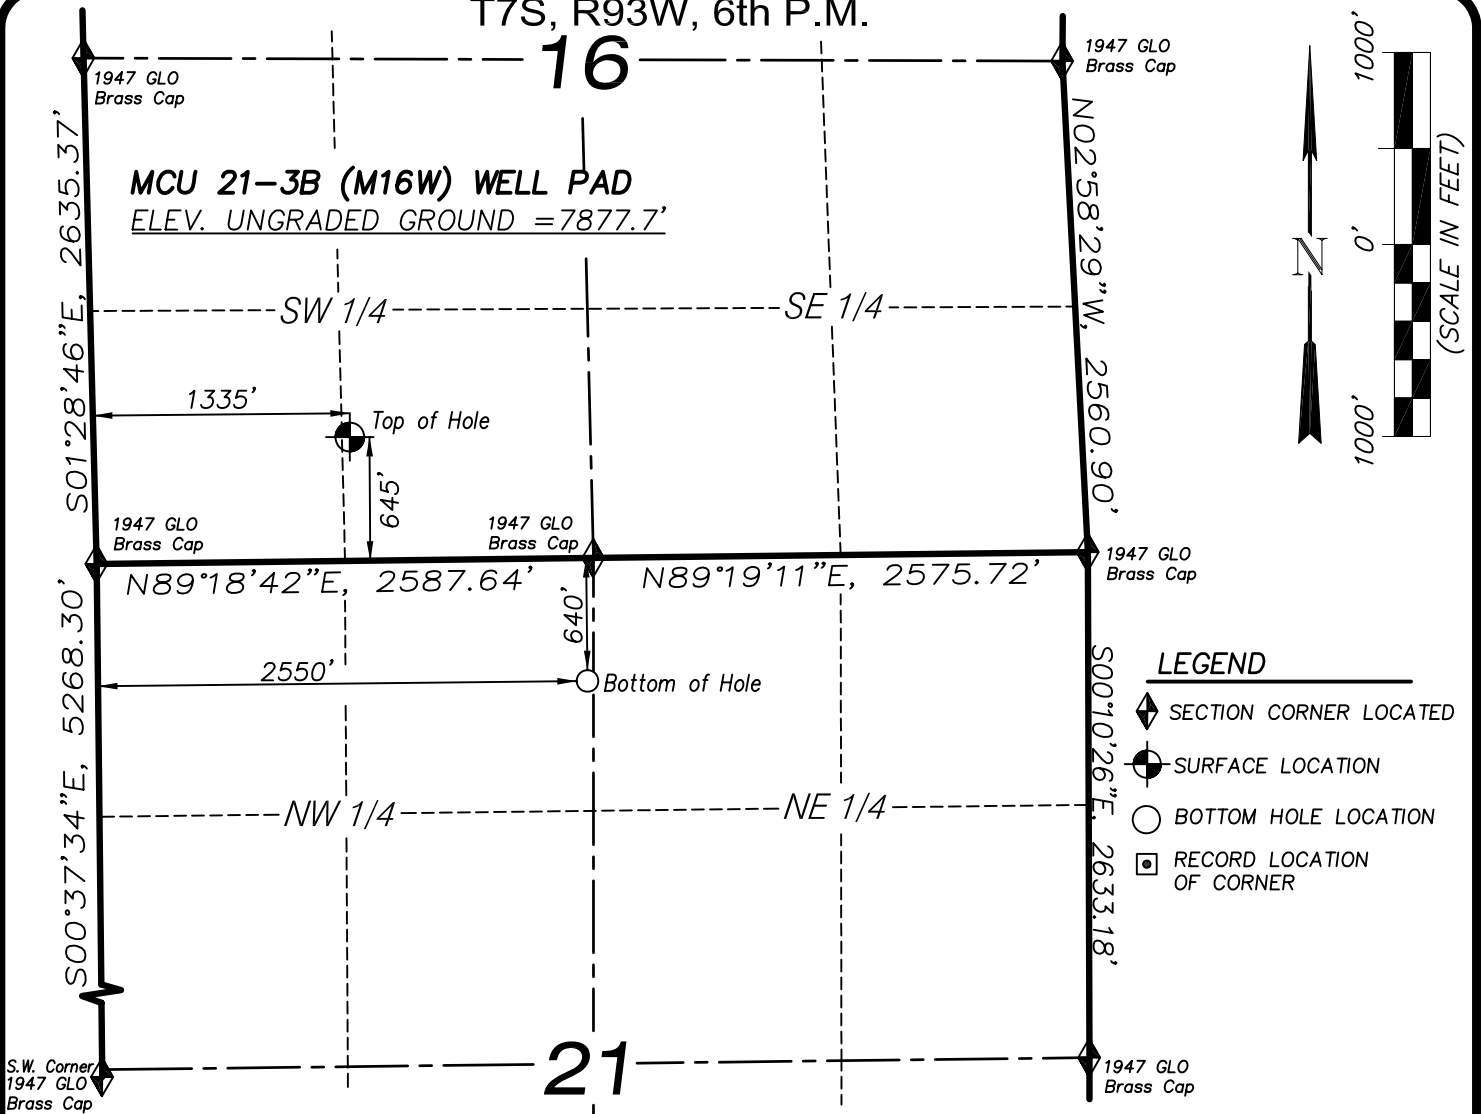 T7S, R93W, 6th P.M.
16
1947 GLO
Brass Cap
1947 GLO
Brass Cap
S01°28'46"E, 2635.37'
N02°58'29"W, 2560.90'
MCU 21-3B (M16W) WELL PAD
ELEV. UNGRADED GROUND =7877.7'
SW 1/4
SE 1/4
1335'
Top of Hole
645'
1947 GLO
Brass Cap
1947 GLO
Brass Cap
1947 GLO
Brass Cap
N89°18'42"E, 2587.64'
N89°19'11"E, 2575.72'
640'
2550'
Bottom of Hole
S00°37'34"E, 5268.30'
S00°10'26"E, 2633.18'
NW 1/4
NE 1/4
21
S.W. Corner
1947 GLO
Brass Cap
1947 GLO
Brass Cap
N
1000'
0'
1000'
(SCALE IN FEET)
LEGEND
SECTION CORNER LOCATED
SURFACE LOCATION
BOTTOM HOLE LOCATION
RECORD LOCATION
OF CORNER